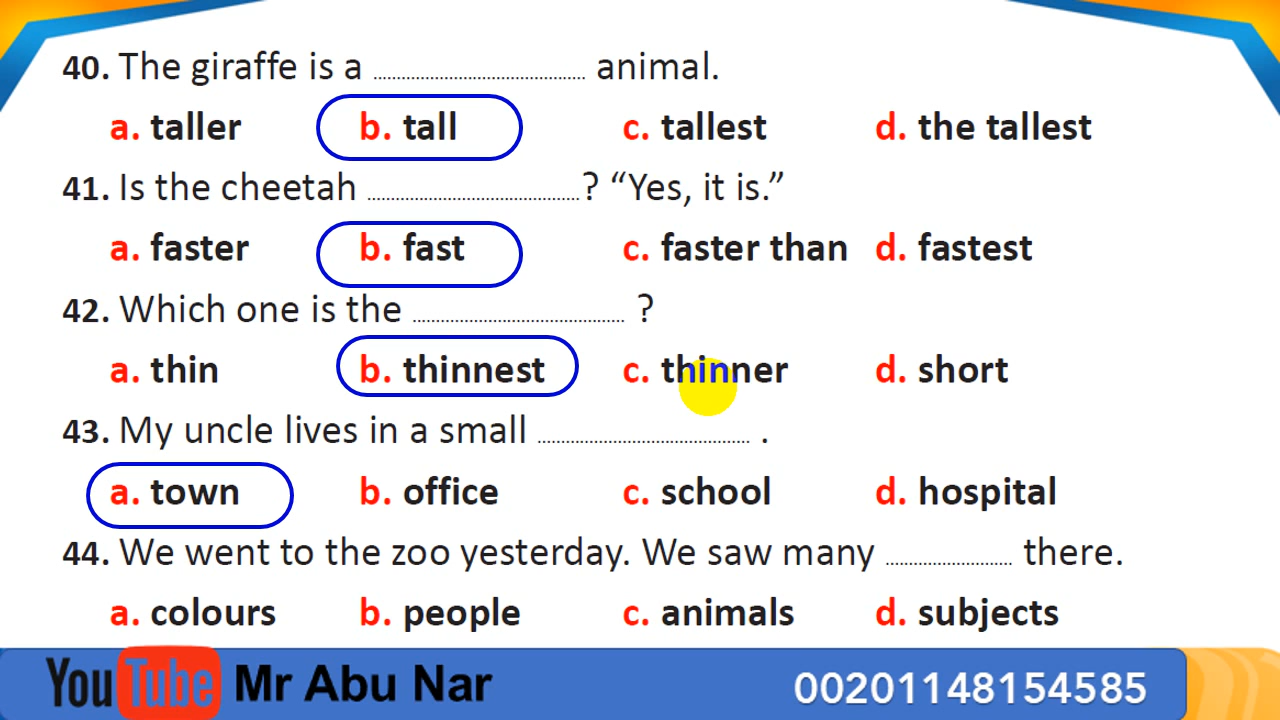 40. The giraffe is a ........................................ animal.
a. taller b. tall c. tallest d. the tallest
41. Is the cheetah ........................................? “Yes, it is.”
a. faster b. fast c. faster than d. fastest
42. Which one is the ........................................ ?
a. thin b. thinnest c. thinner d. short
43. My uncle lives in a small ........................................ .
a. town b. office c. school d. hospital
44. We went to the zoo yesterday. We saw many ........................ there.
a. colours b. people c. animals d. subjects
YouTube Mr Abu Nar 00201148154585